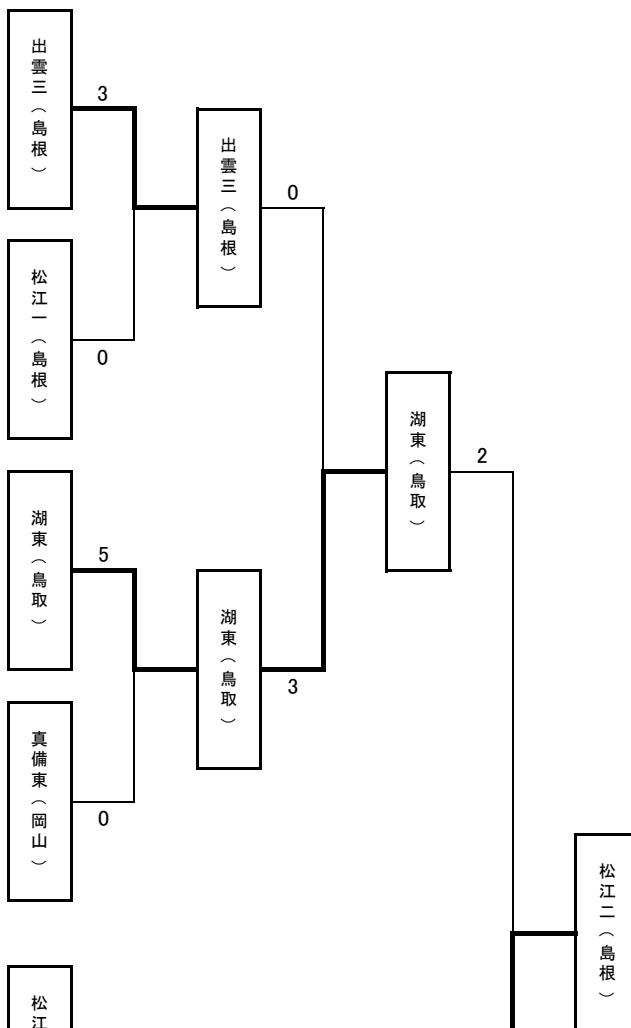 出雲三（島根）
3
出雲三（島根）
0
松江一（島根）
0
湖東（鳥取）
2
湖東（鳥取）
5
湖東（鳥取）
3
真備東（岡山）
0
松江二（島根）
松江